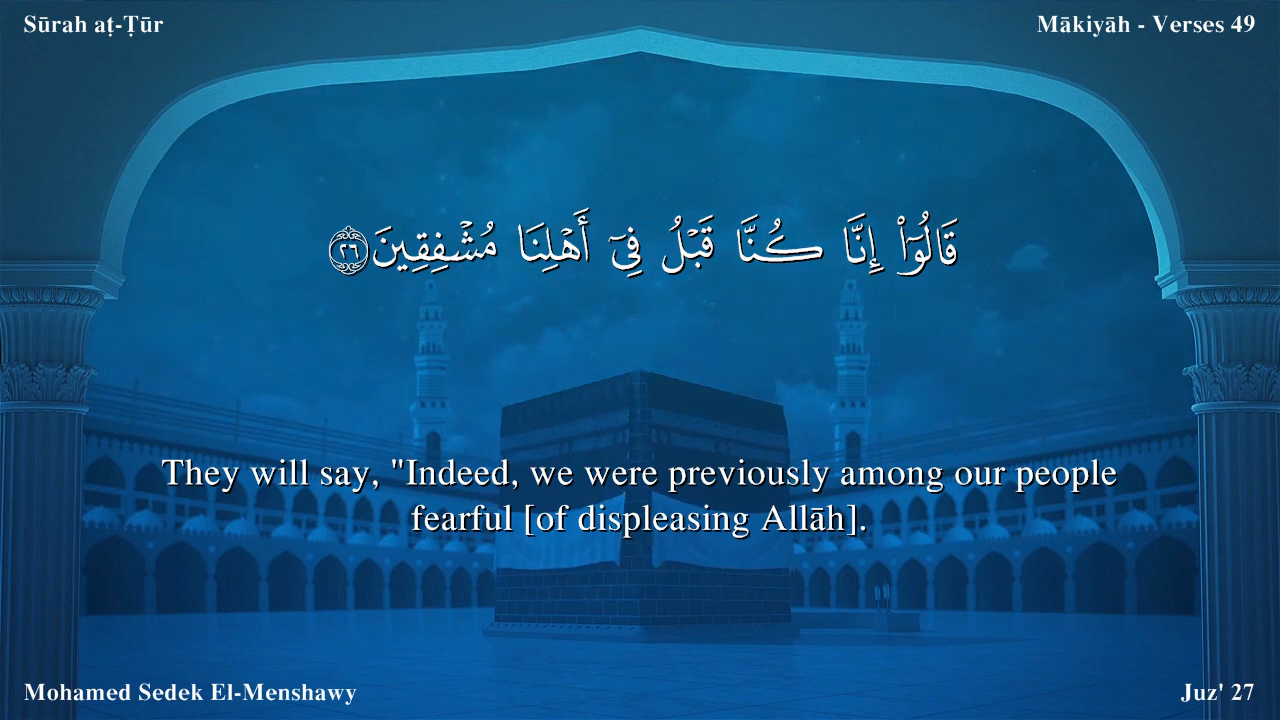 Sūrah aṭ-Ṭūr
Mākiyāh - Verses 49
قَالُوٓا۟ إِنَّا كُنَّا قَبْلُ فِىٓ أَهْلِنَا مُشْفِقِينَ ٢٦
They will say, "Indeed, we were previously among our people
fearful [of displeasing Allāh].
Mohamed Sedek El-Menshawy
Juz' 27